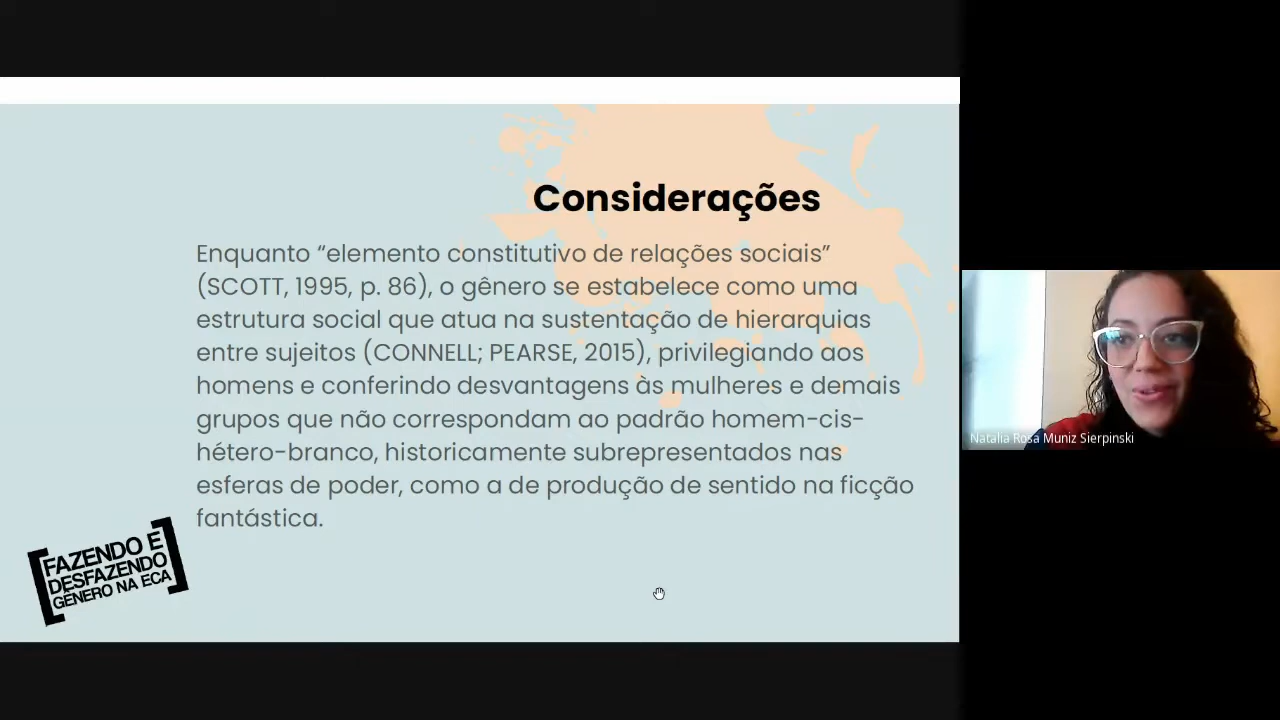 Considerações
Enquanto “elemento constitutivo de relações sociais”
(SCOTT, 1995, p. 86), o gênero se estabelece como uma
estrutura social que atua na sustentação de hierarquias
entre sujeitos (CONNELL; PEARSE, 2015), privilegiando aos
homens e conferindo desvantagens às mulheres e demais
grupos que não correspondam ao padrão homem-cis-
hétero-branco, historicamente subrepresentados nas
esferas de poder, como a de produção de sentido na ficção
fantástica.
[FAZENDO E
DESFAZENDO
GÊNERO NA ECA]
Natalia Rosa Muniz Sierpinski